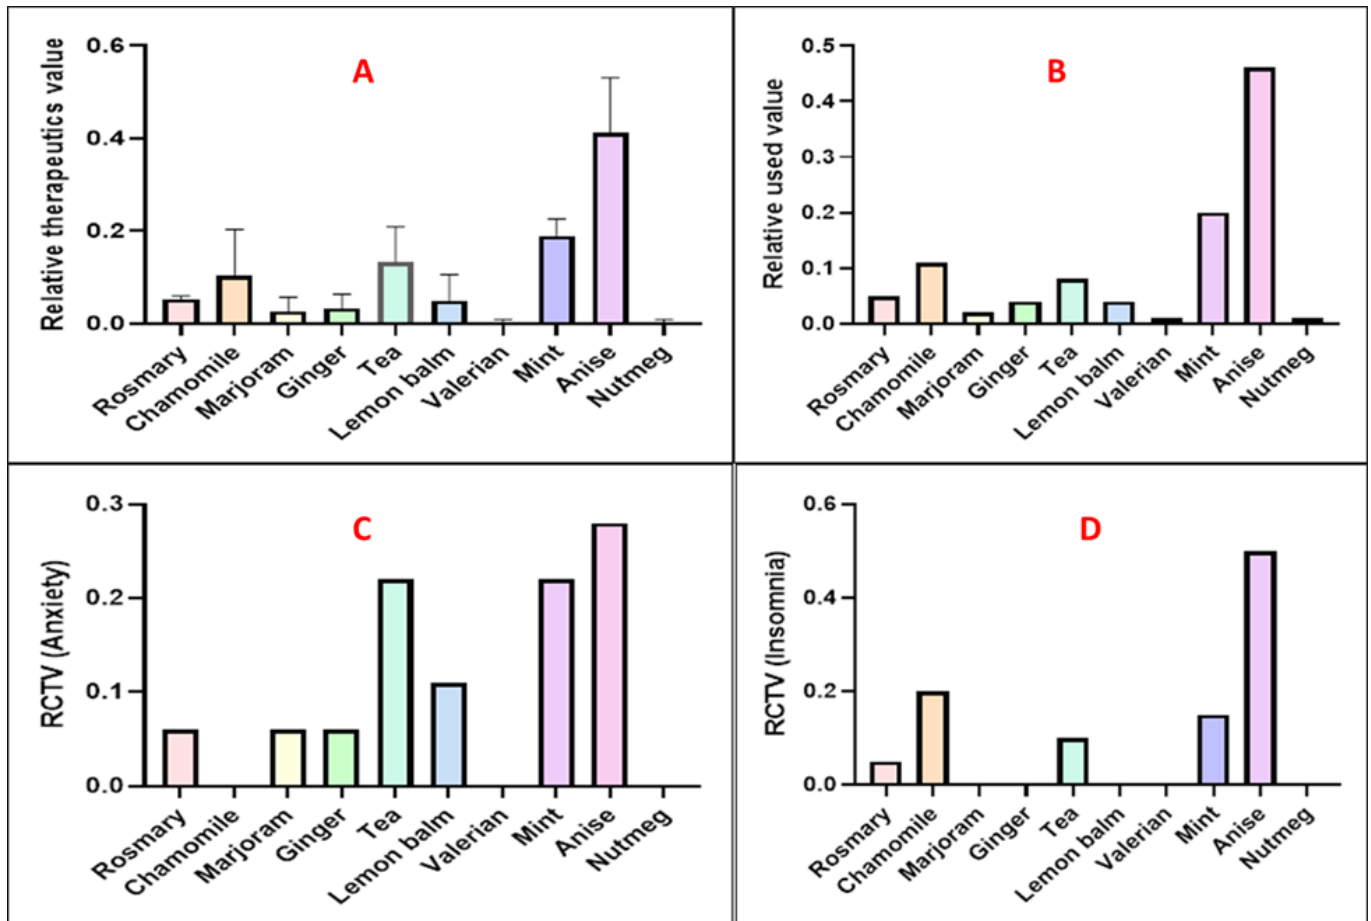 A
Relative therapeutics value
0.6
0.4
0.2
0.0
Rosmary
Chamomile
Marjoram
Ginger
Tea
Lemon balm
Valerian
Mint
Anise
Nutmeg
B
Relative used value
0.5
0.4
0.3
0.2
0.1
0.0
Rosmary
Chamomile
Marjoram
Ginger
Tea
Lemon balm
Valerian
Mint
Anise
Nutmeg
C
RCTV (Anxiety)
0.3
0.2
0.1
0.0
Rosmary
Chamomile
Marjoram
Ginger
Tea
Lemon balm
Valerian
Mint
Anise
Nutmeg
D
RCTV (Insomnia)
0.6
0.4
0.2
0.0
Rosmary
Chamomile
Marjoram
Ginger
Tea
Lemon balm
Valerian
Mint
Anise
Nutmeg